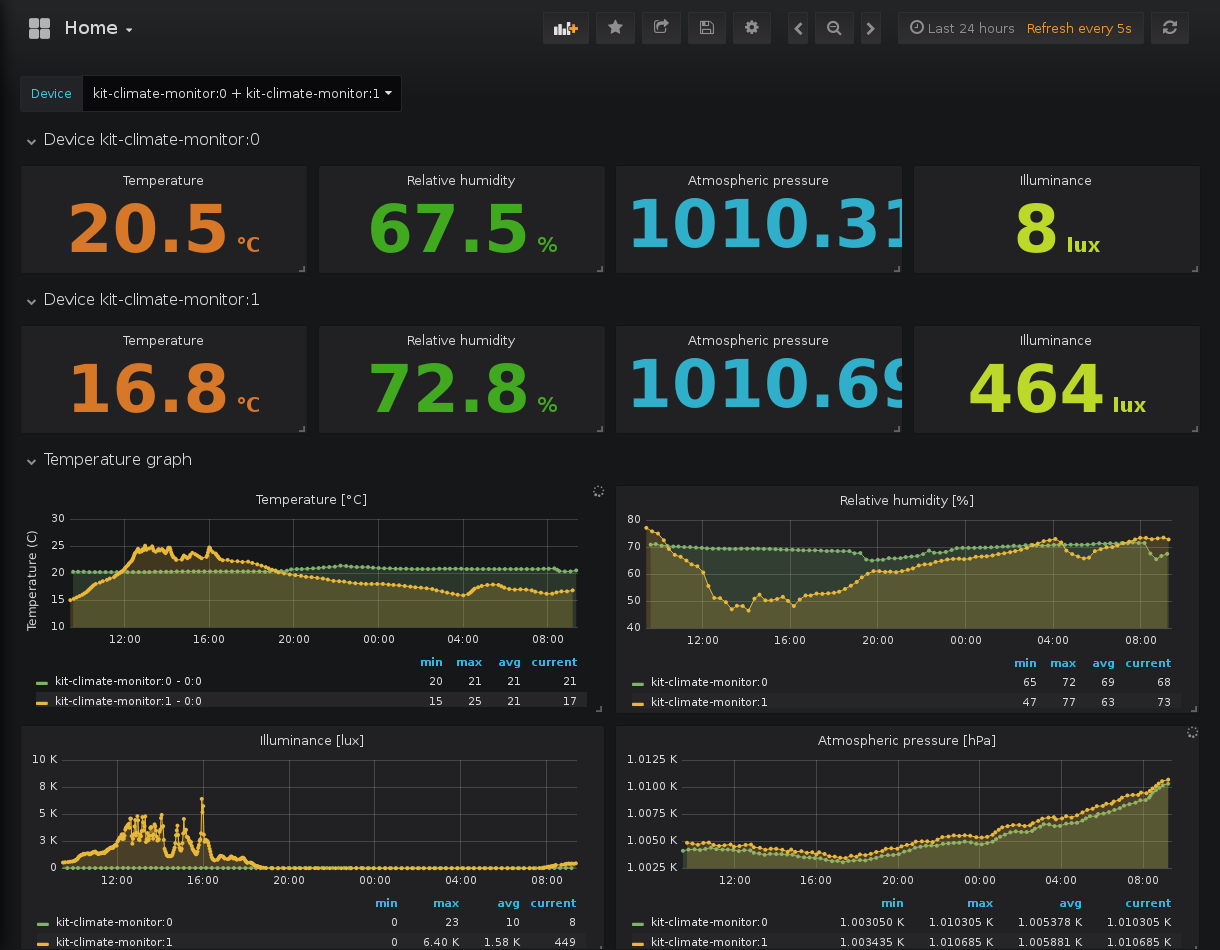 Home
Last 24 hours Refresh every 5s
Device kit-climate-monitor:0 + kit-climate-monitor:1
Device kit-climate-monitor:0
Temperature Relative humidity Atmospheric pressure Illuminance
20.5 °C 67.5 % 1010.31 8 lux
Device kit-climate-monitor:1
Temperature Relative humidity Atmospheric pressure Illuminance
16.8 °C 72.8 % 1010.69 464 lux
Temperature graph
Temperature [°C]
Temperature (C)
30
25
20
15
10
12:00 16:00 20:00 00:00 04:00 08:00
min max avg current
kit-climate-monitor:0 - 0:0 20 21 21 21
kit-climate-monitor:1 - 0:0 15 25 21 17
Relative humidity [%]
80
70
60
50
40
12:00 16:00 20:00 00:00 04:00 08:00
min max avg current
kit-climate-monitor:0 65 72 69 68
kit-climate-monitor:1 47 77 63 73
Illuminance [lux]
10 K
8 K
5 K
3 K
0
12:00 16:00 20:00 00:00 04:00 08:00
min max avg current
kit-climate-monitor:0 0 23 10 8
kit-climate-monitor:1 0 6.40 K 1.58 K 449
Atmospheric pressure [hPa]
1.0125 K
1.0100 K
1.0075 K
1.0050 K
1.0025 K
12:00 16:00 20:00 00:00 04:00 08:00
min max avg current
kit-climate-monitor:0 1.003050 K 1.010305 K 1.005378 K 1.010305 K
kit-climate-monitor:1 1.003435 K 1.010685 K 1.005881 K 1.010685 K